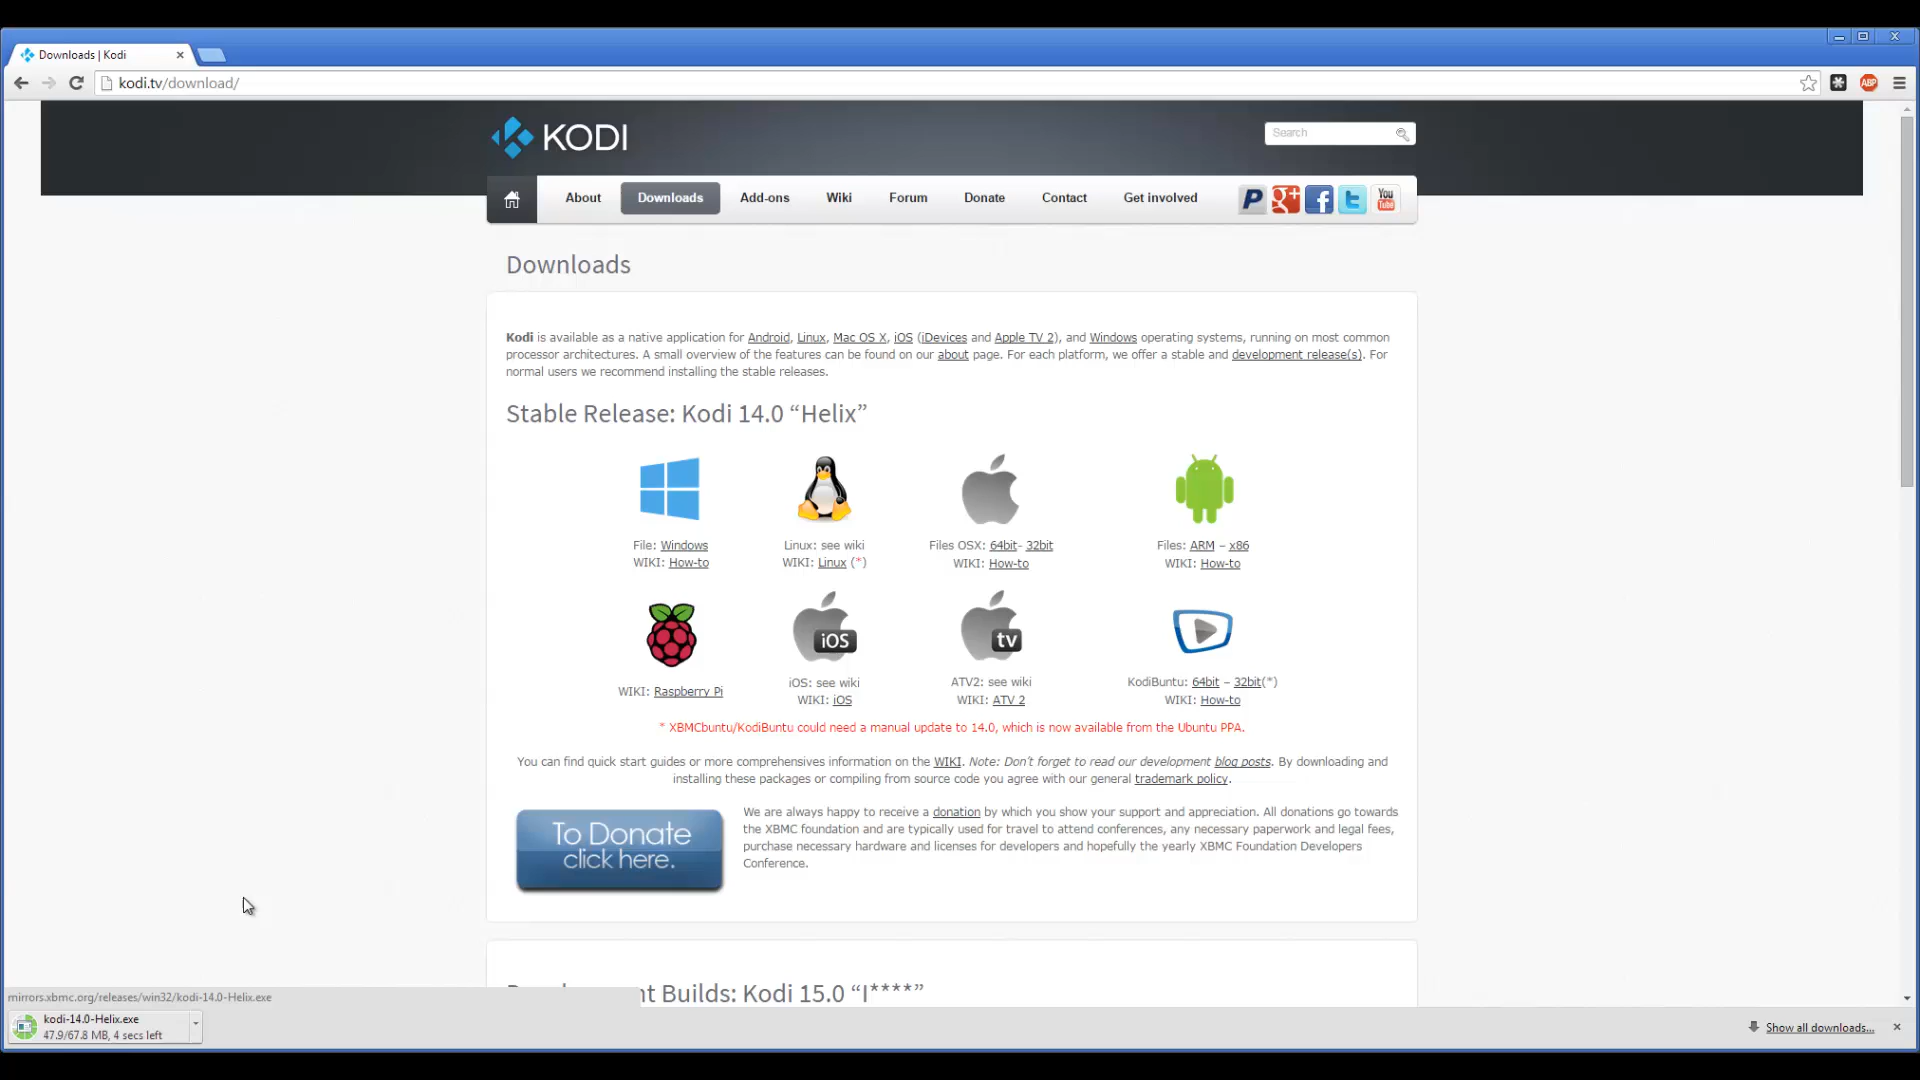 Downloads | Kodi
kodi.tv/download/
ABP
KODI
Search
About
Downloads
Add-ons
Wiki
Forum
Donate
Contact
Get involved
P
g+
f
t
You
Tube
Downloads
Kodi is available as a native application for Android, Linux, Mac OS X, iOS (iDevices and Apple TV 2), and Windows operating systems, running on most common
processor architectures. A small overview of the features can be found on our about page. For each platform, we offer a stable and development release(s). For
normal users we recommend installing the stable releases.
Stable Release: Kodi 14.0 “Helix”
File: Windows
WIKI: How-to
Linux: see wiki
WIKI: Linux (*)
Files OSX: 64bit- 32bit
WIKI: How-to
Files: ARM – x86
WIKI: How-to
WIKI: Raspberry Pi
iOS
iOS: see wiki
WIKI: iOS
tv
ATV2: see wiki
WIKI: ATV 2
KodiBuntu: 64bit – 32bit(*)
WIKI: How-to
* XBMCbuntu/KodiBuntu could need a manual update to 14.0, which is now available from the Ubuntu PPA.
You can find quick start guides or more comprehensives information on the WIKI. Note: Don't forget to read our development blog posts. By downloading and
installing these packages or compiling from source code you agree with our general trademark policy.
To Donate
click here.
We are always happy to receive a donation by which you show your support and appreciation. All donations go towards
the XBMC foundation and are typically used for travel to attend conferences, any necessary paperwork and legal fees,
purchase necessary hardware and licenses for developers and hopefully the yearly XBMC Foundation Developers
Conference.
nt Builds: Kodi 15.0 “I****”
mirrors.xbmc.org/releases/win32/kodi-14.0-Helix.exe
kodi-14.0-Helix.exe
47.9/67.8 MB, 4 secs left
Show all downloads...